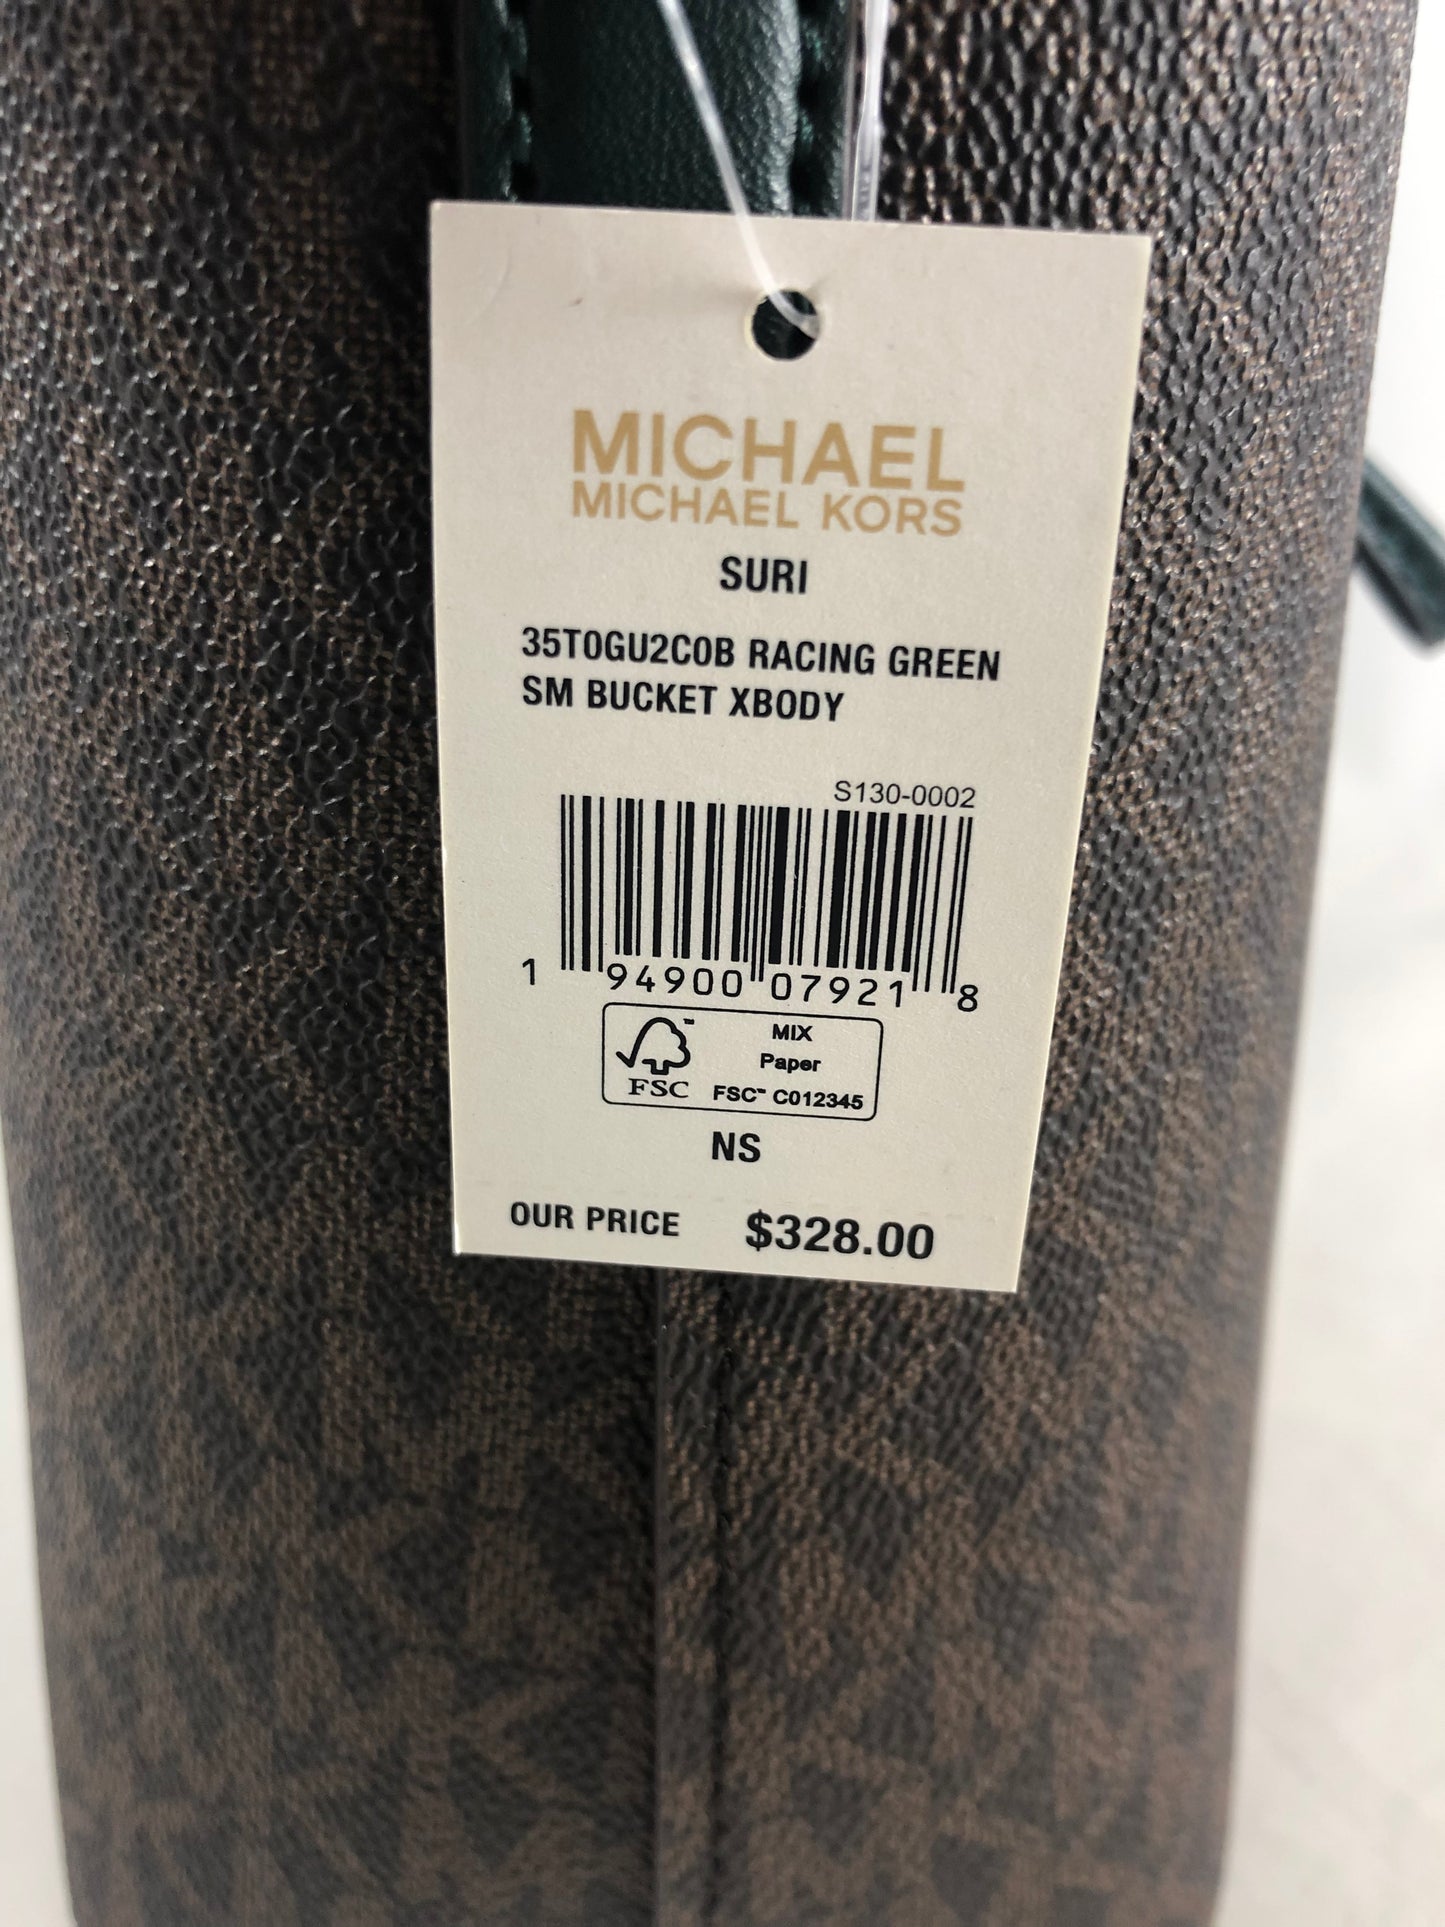 MICHAEL
MICHAEL KORS
SURI
35T0GU2C0B RACING GREEN
SM BUCKET XBODY
S130-0002
1 94900 07921 8
FSC
MIX
Paper
FSC™ C012345
NS
OUR PRICE $328.00